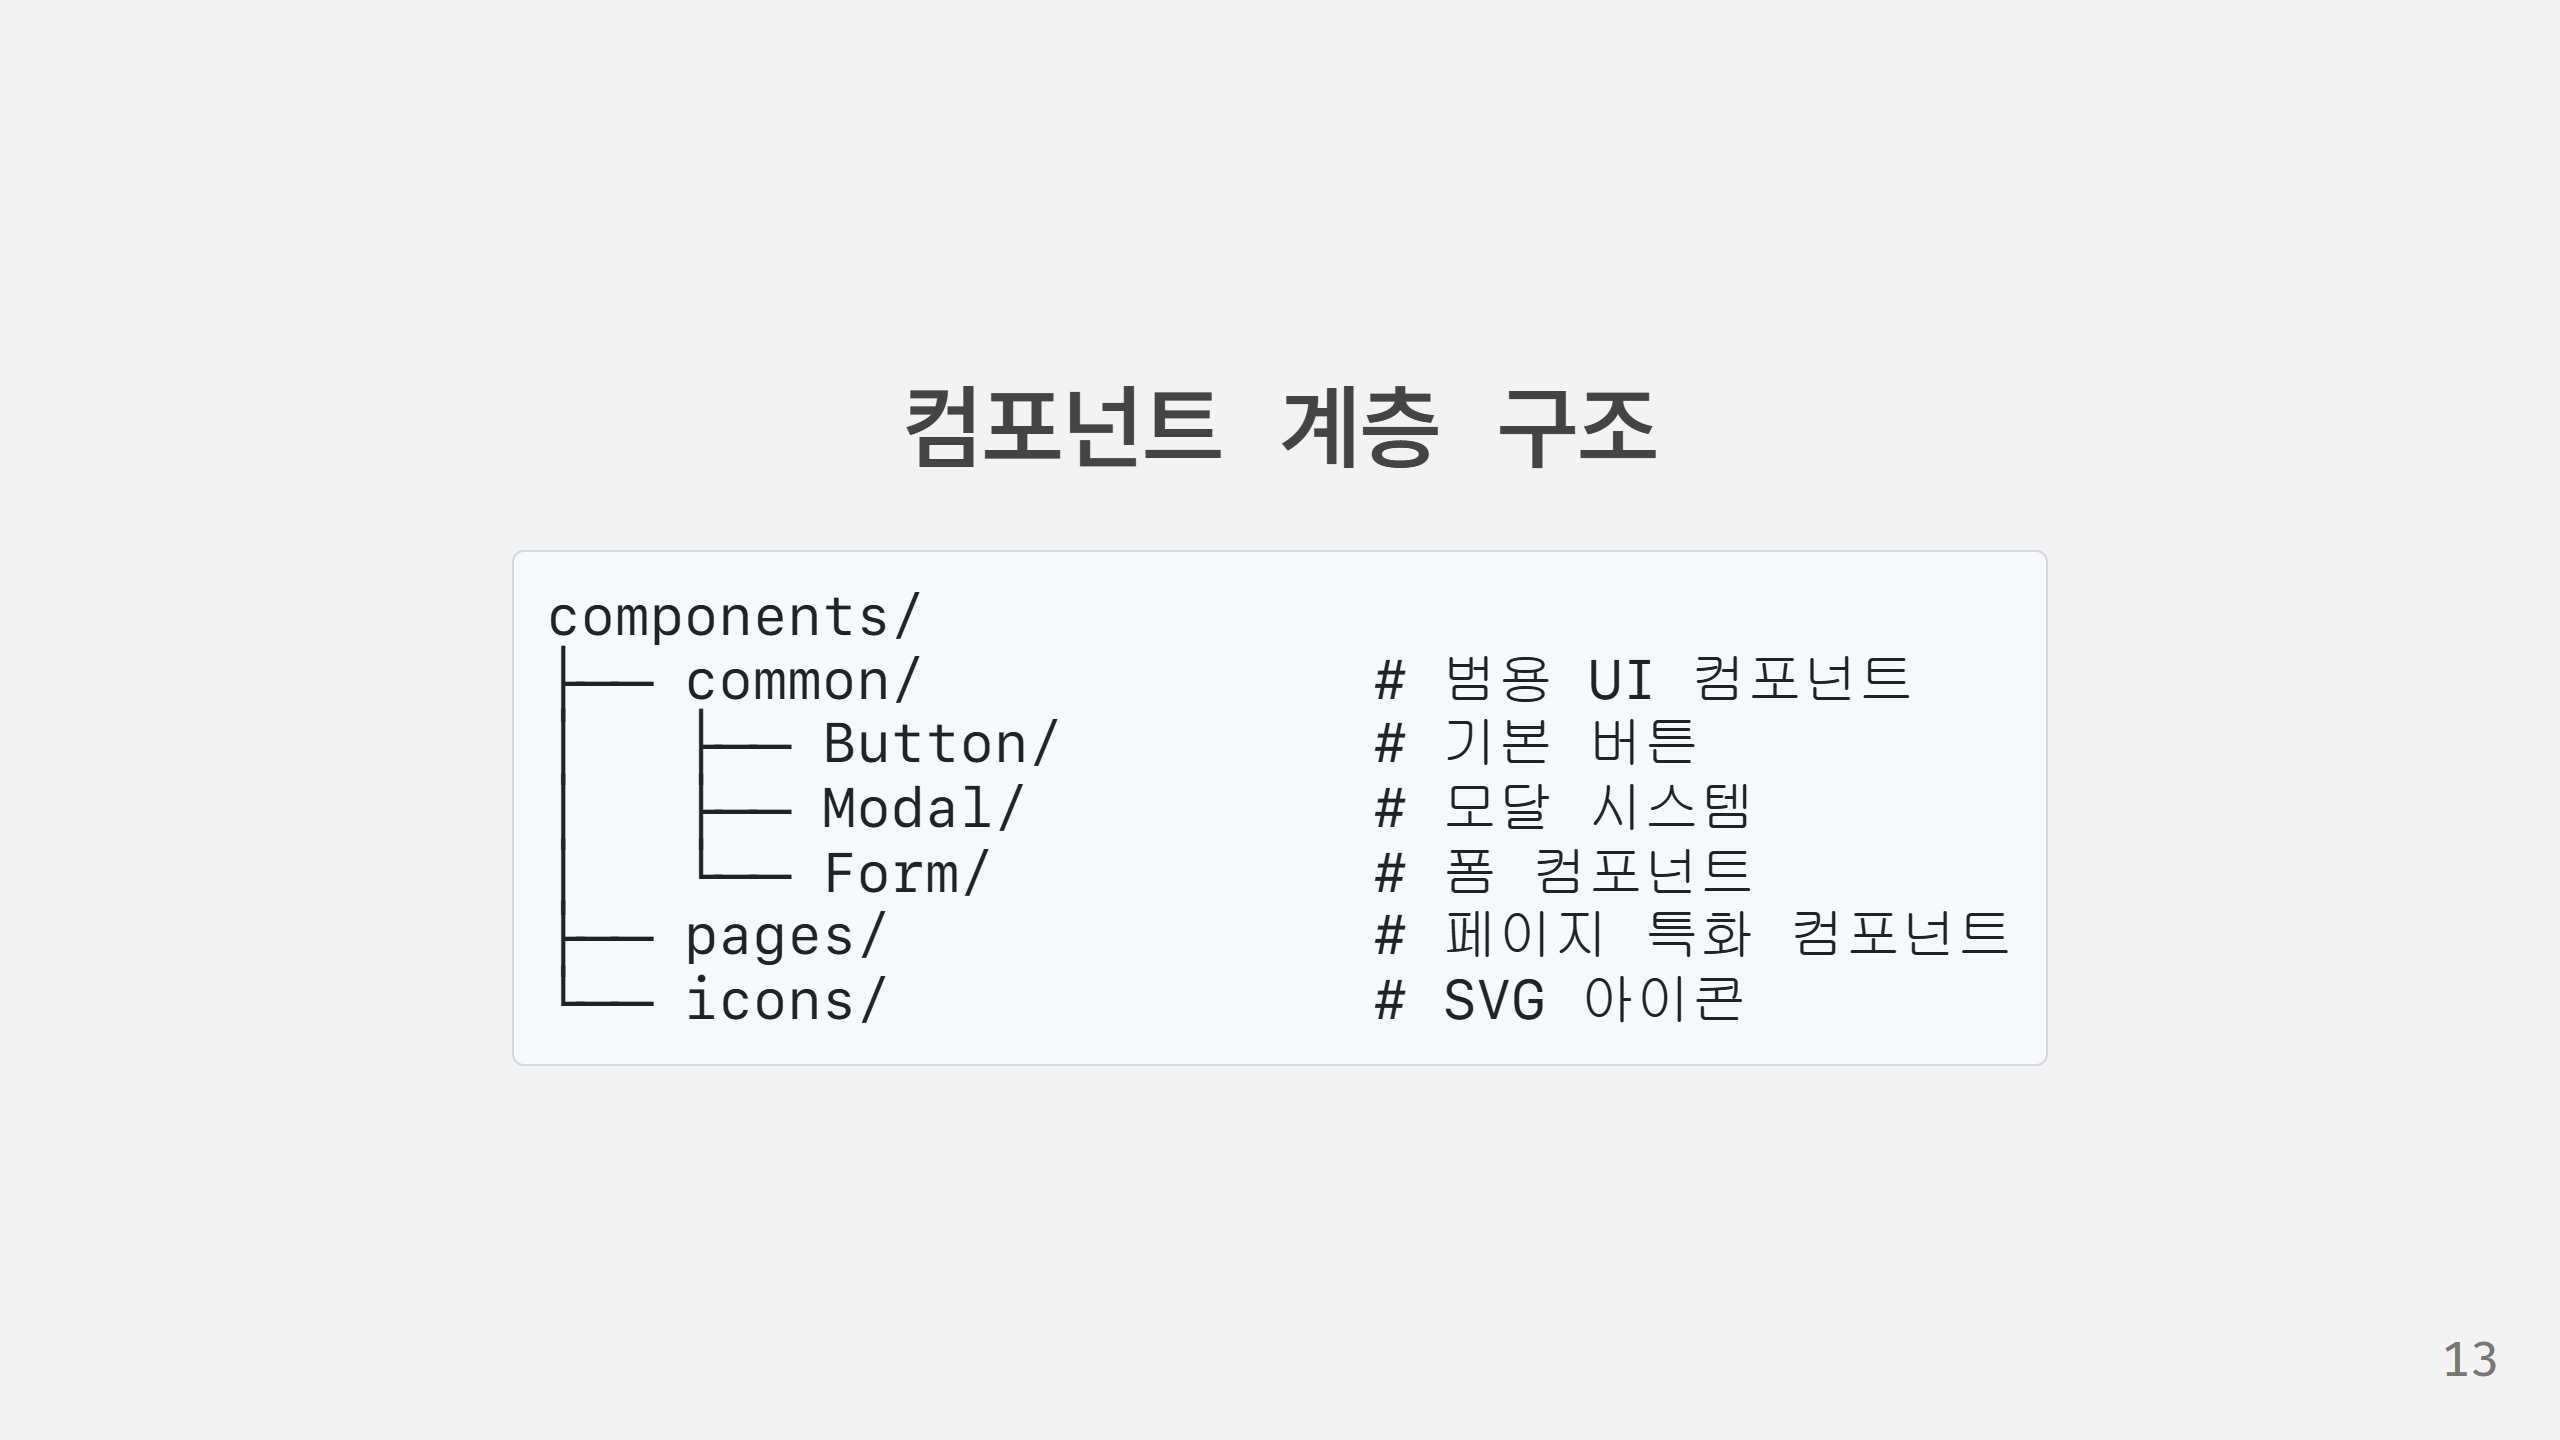 컴포넌트 계층 구조
components/
├── common/              # 범용 UI 컴포넌트
│   ├── Button/          # 기본 버튼
│   ├── Modal/           # 모달 시스템
│   └── Form/            # 폼 컴포넌트
├── pages/               # 페이지 특화 컴포넌트
└── icons/               # SVG 아이콘
13